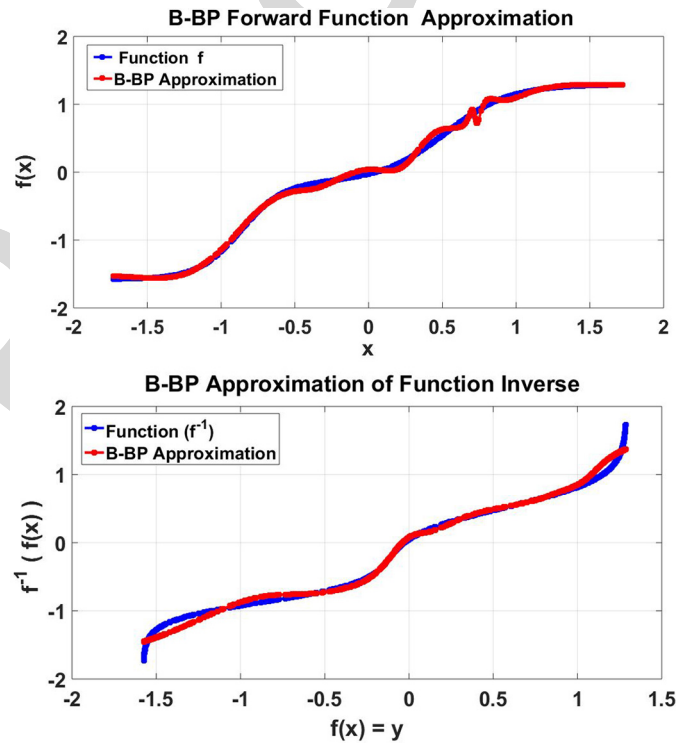 B-BP Forward Function Approximation
2
1
0
-1
-2
f(x)
Function f
B-BP Approximation
-2 -1.5 -1 -0.5 0 0.5 1 1.5 2
x
B-BP Approximation of Function Inverse
2
1
0
-1
-2
f-1 ( f(x) )
Function (f-1)
B-BP Approximation
-2 -1.5 -1 -0.5 0 0.5 1 1.5
f(x) = y